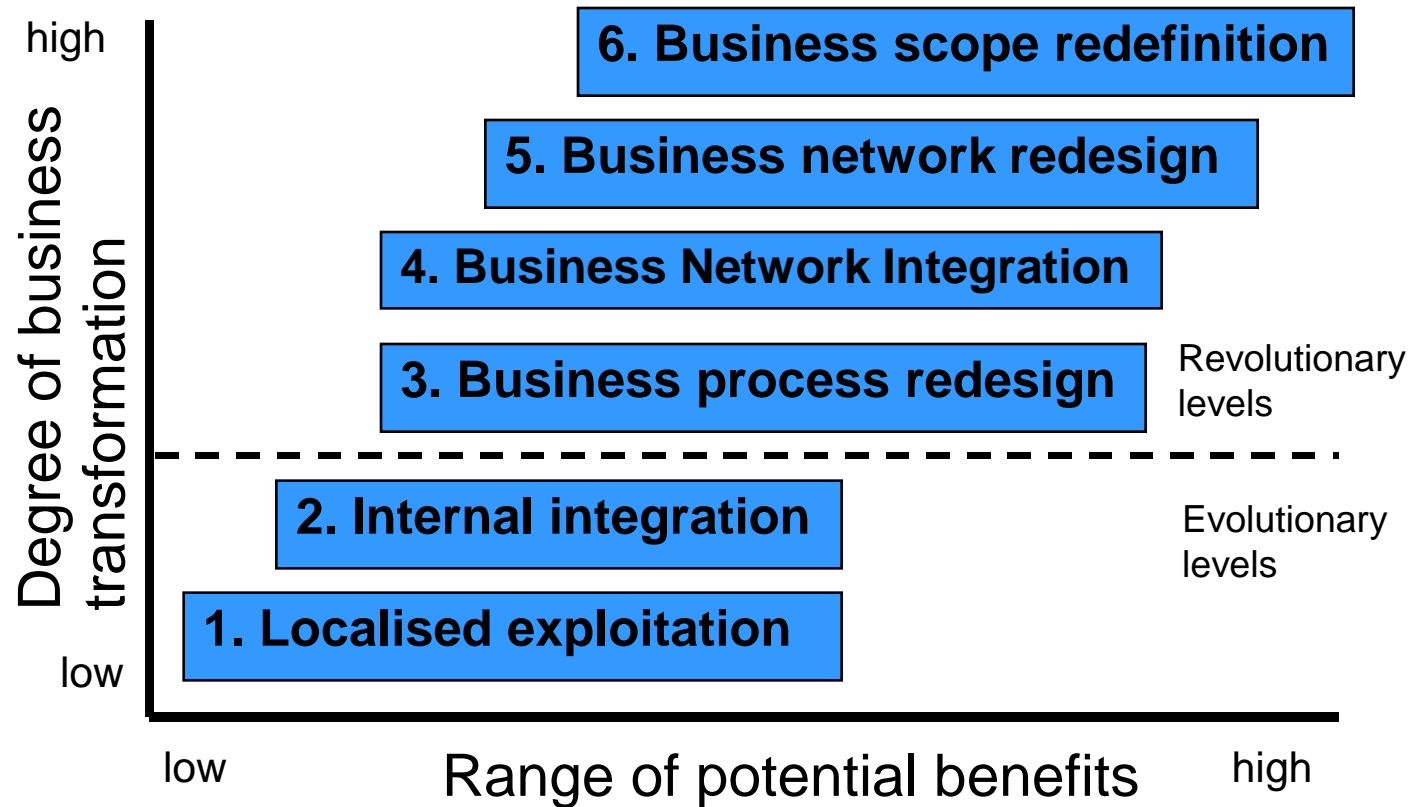 high
6. Business scope redefinition
5. Business network redesign
4. Business Network Integration
3. Business process redesign
Revolutionary
levels
2. Internal integration
Evolutionary
levels
1. Localised exploitation
low
Degree of business
transformation
low
Range of potential benefits
high